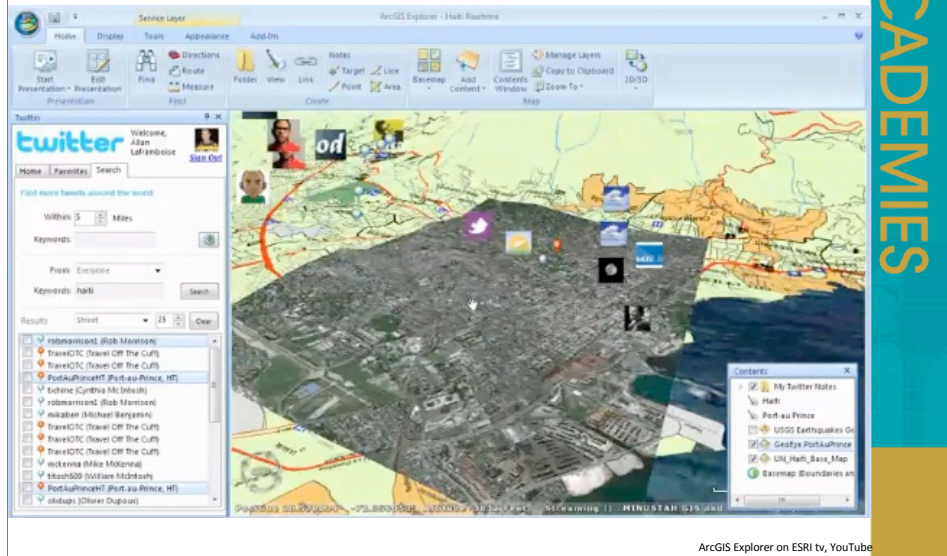 Service Layer
ArcGIS Explorer - Haiti Realtime
Home Display Tools Appearance Add-Ins
Start Presentation
Edit Presentation
Presentation
Find
Directions
Route
Measure
Find
Folder
View
Link
Notes
Target Line
Point Area
Create
Basemap
Add Content
Contents Window
Manage Layers
Copy to Clipboard
Zoom To
Map
2D/3D
Twitter
twitter
Welcome,
Allan
Laframboise
Sign Out
Home Favorites Search
Find more tweets around the world
Within: 5 Miles
Keywords:
From: Everyone
Keywords: haiti
Search
Results Street 25 Clear
robmorrison1 (Rob Morrison)
TravelOTC (Travel Off The Cuff)
TravelOTC (Travel Off The Cuff)
PortAuPrinceHT (Port-au-Prince, HT)
tichine (Cynthia McIntosh)
robmorrison1 (Rob Morrison)
mikaben (Michael Benjamin)
TravelOTC (Travel Off The Cuff)
TravelOTC (Travel Off The Cuff)
TravelOTC (Travel Off The Cuff)
mckenna (Mike McKenna)
titosh509 (William McIntosh)
PortAuPrinceHT (Port-au-Prince, HT)
olidups (Olivier Dupoux)
od
Contents
My Twitter Notes
Haiti
Port-au Prince
USGS Earthquakes Ge
GeoEye PortAuPrince
UN_Haiti_Base_Map
Basemap (Boundaries an
Streaming MINUSTAH GIS and
CADEMIES
ArcGIS Explorer on ESRI tv, YouTube